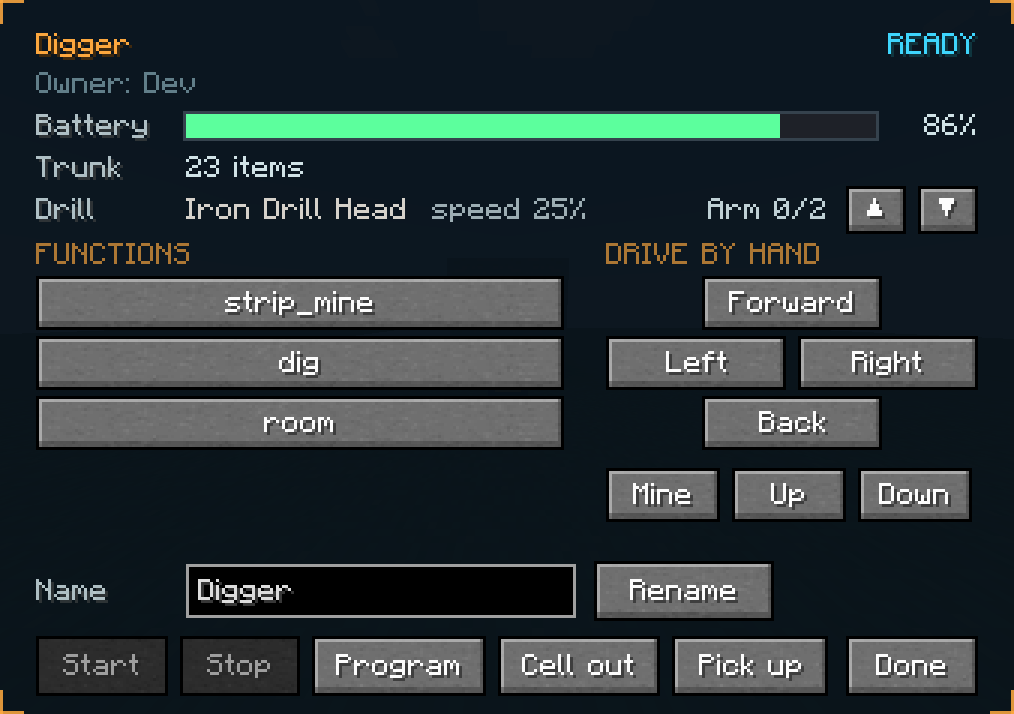 Digger READY
Owner: Dev
Battery 86%
Trunk 23 items
Drill Iron Drill Head speed 25% Arm 0/2 ▲ ▼
FUNCTIONS DRIVE BY HAND
strip_mine Forward
dig Left Right
room Back
Mine Up Down
Name Digger Rename
Start Stop Program Cell out Pick up Done